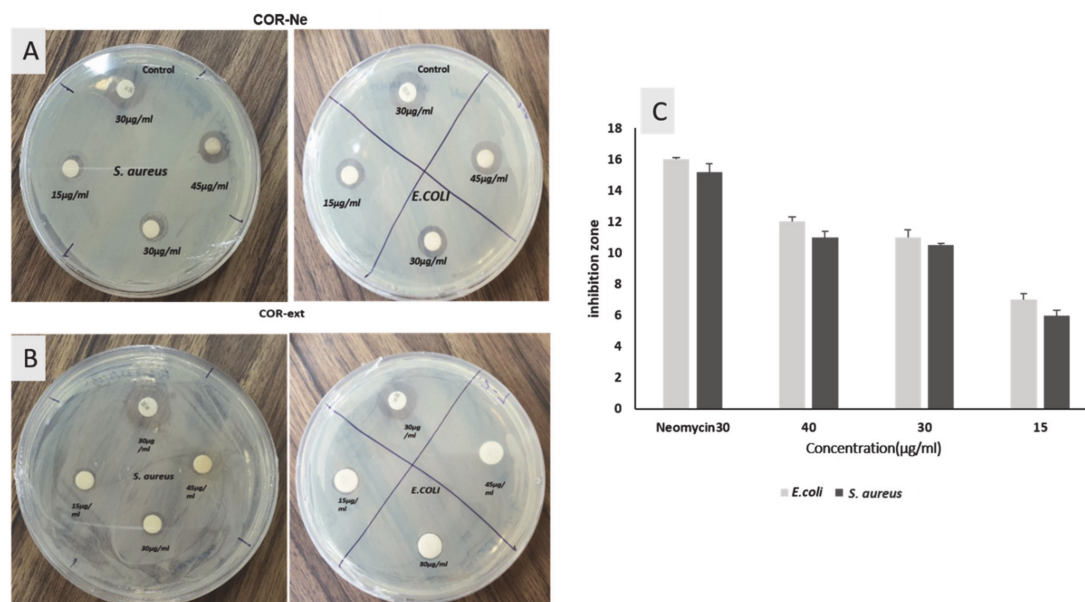 COR-Ne
A
Control
30µg/ml
S. aureus
15µg/ml
45µg/ml
30µg/ml
Control
30µg/ml
45µg/ml
15µg/ml
E.COLI
30µg/ml
COR-ext
B
30µg
/ml
S. aureus
15µg/
ml
45µg/
ml
30µg/ml
30µg
/ml
E.COLI
15µg/
ml
45µg/
ml
30µg/ml
C
18
16
14
12
10
8
6
4
2
0
inhibition zone
Neomycin30 40 30 15
Concentration(µg/ml)
E.coli S. aureus